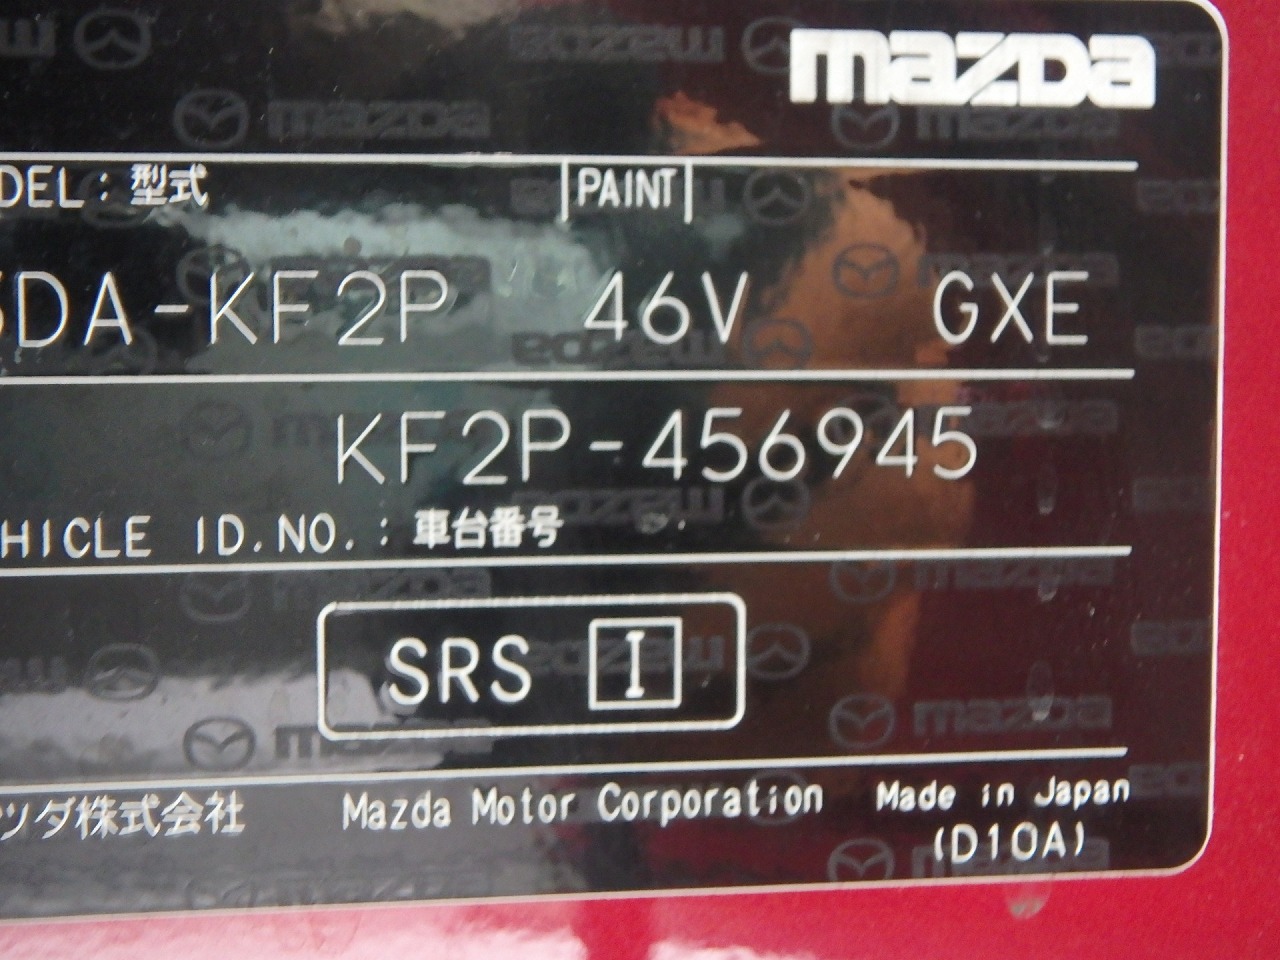 mazda
DEL: 型式 PAINT
DA-KF2P 46V GXE
KF2P-456945
HICLE ID.NO.: 車台番号
SRS I
ツダ株式会社 Mazda Motor Corporation Made in Japan
(D10A)